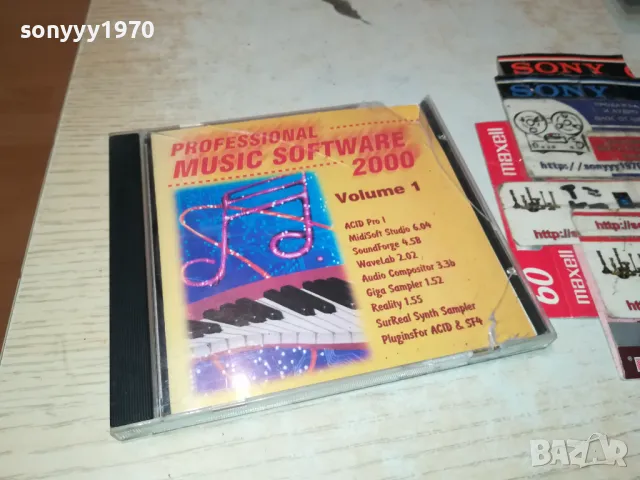 sonyyy1970
PROFESSIONAL
MUSIC SOFTWARE
2000
Volume 1
ACID Pro 1
MidiSoft Studio 6.04
SoundForge 4.5B
WaveLab 2.02
Audio Compositor 3.3b
Giga Sampler 1.52
Reality 1.55
SurReal Synth Sampler
PluginsFor ACID & SF4
SONY
SONY
https://sonyyy1970
maxell
60
maxell
BAZAR